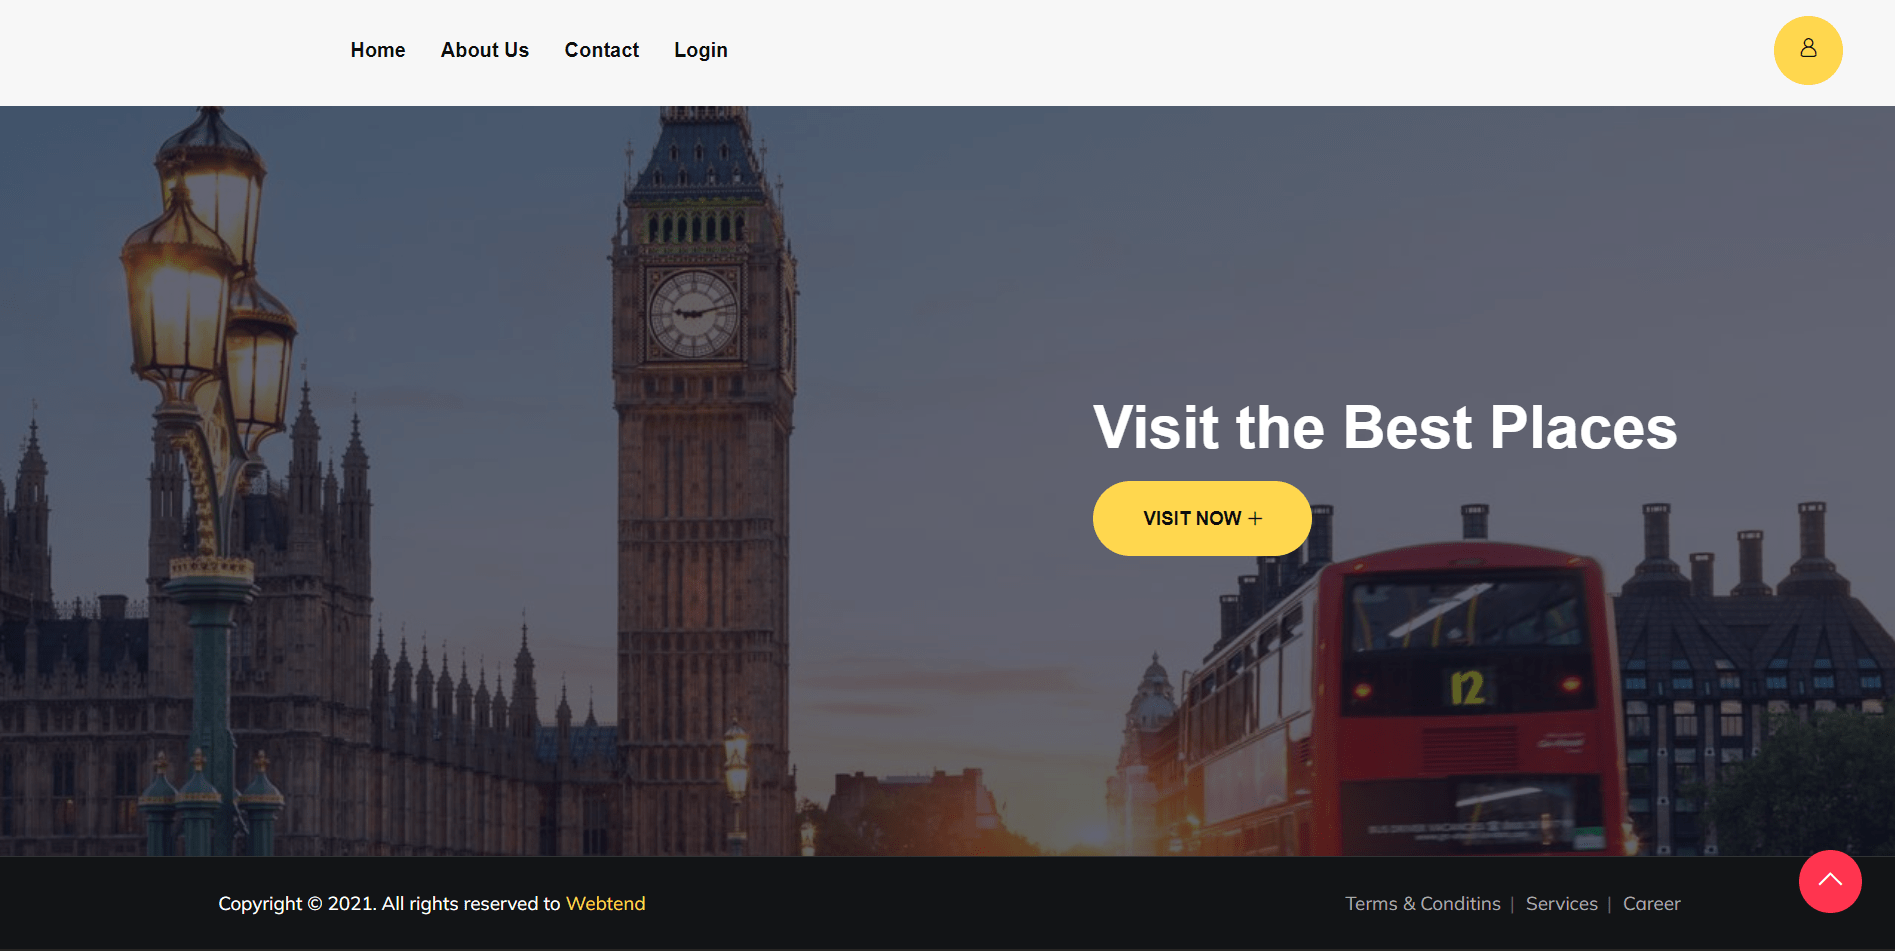 Home About Us Contact Login
Visit the Best Places
VISIT NOW +
12
Copyright © 2021. All rights reserved to Webtend
Terms & Conditins | Services | Career